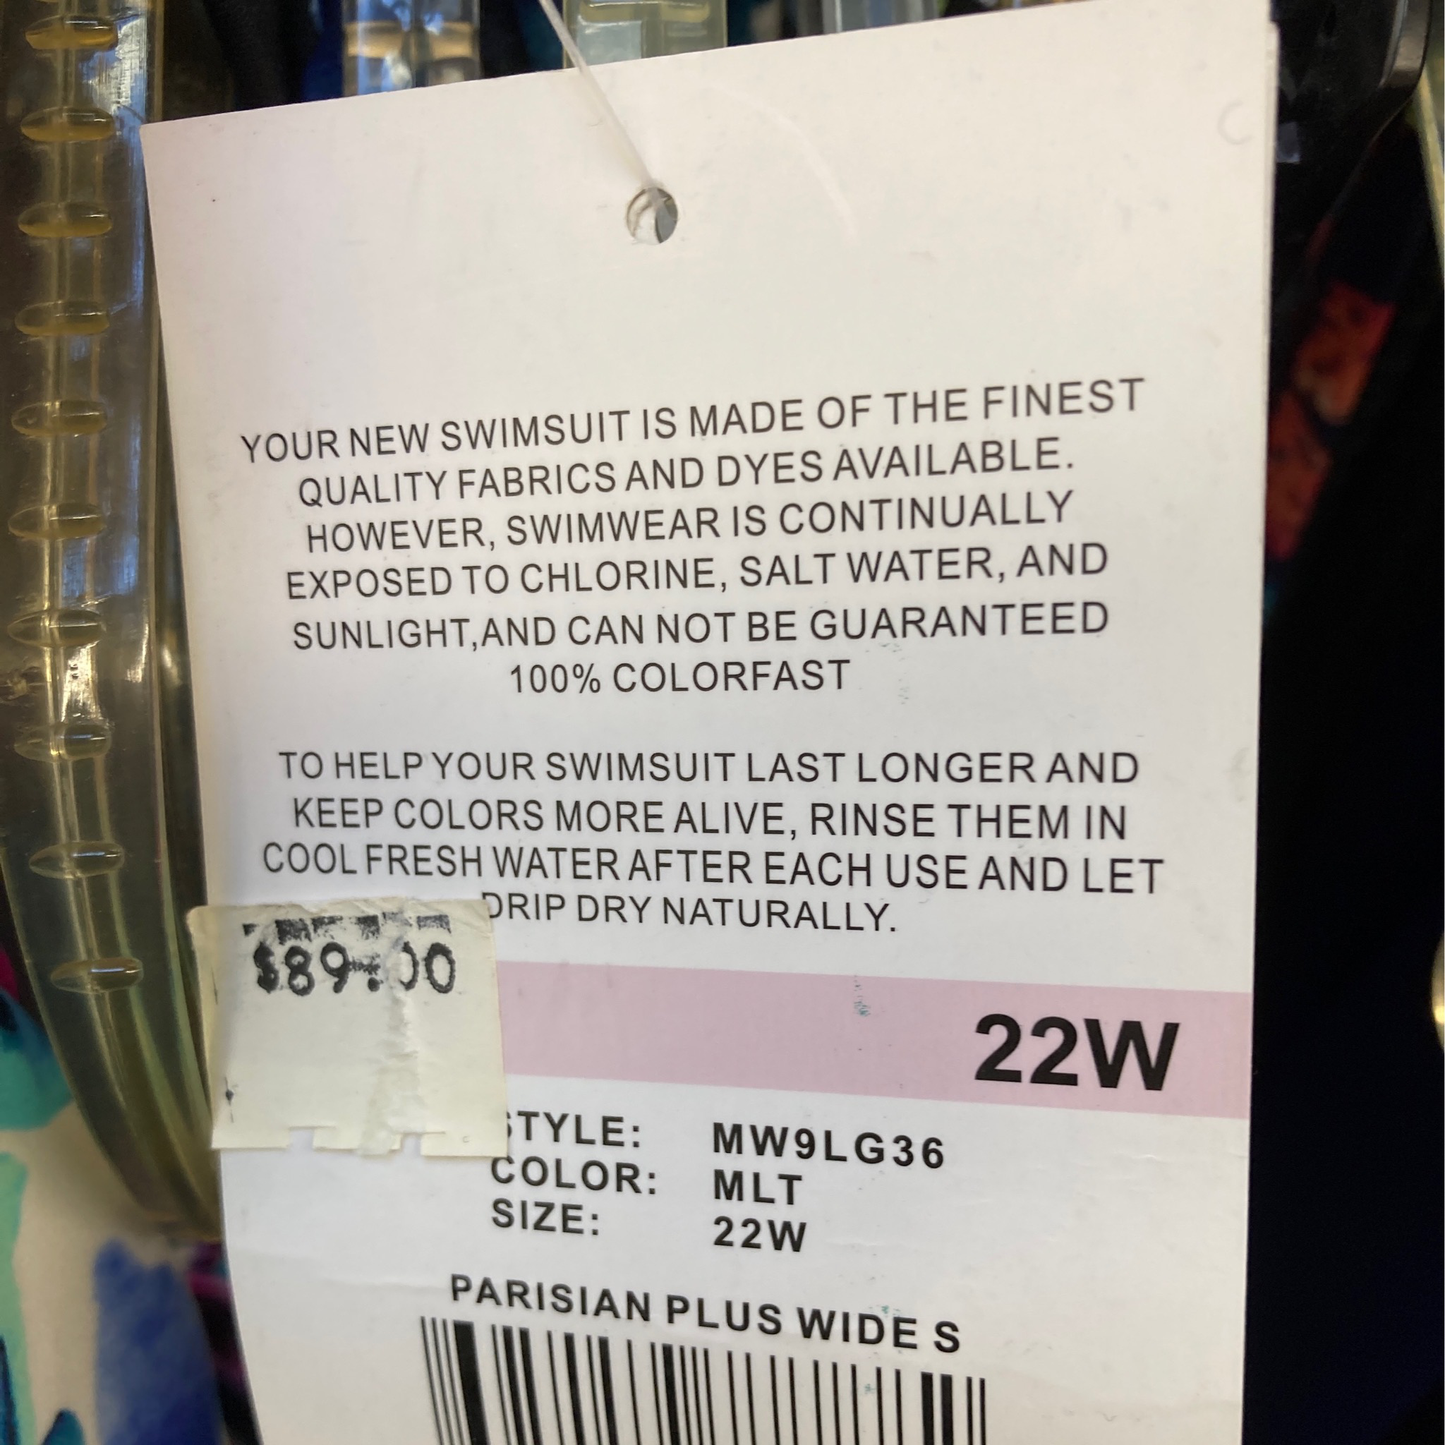 YOUR NEW SWIMSUIT IS MADE OF THE FINEST
QUALITY FABRICS AND DYES AVAILABLE.
HOWEVER, SWIMWEAR IS CONTINUALLY
EXPOSED TO CHLORINE, SALT WATER, AND
SUNLIGHT,AND CAN NOT BE GUARANTEED
100% COLORFAST
TO HELP YOUR SWIMSUIT LAST LONGER AND
KEEP COLORS MORE ALIVE, RINSE THEM IN
COOL FRESH WATER AFTER EACH USE AND LET
DRIP DRY NATURALLY.
$89.00
22W
STYLE: MW9LG36
COLOR: MLT
SIZE: 22W
PARISIAN PLUS WIDE S